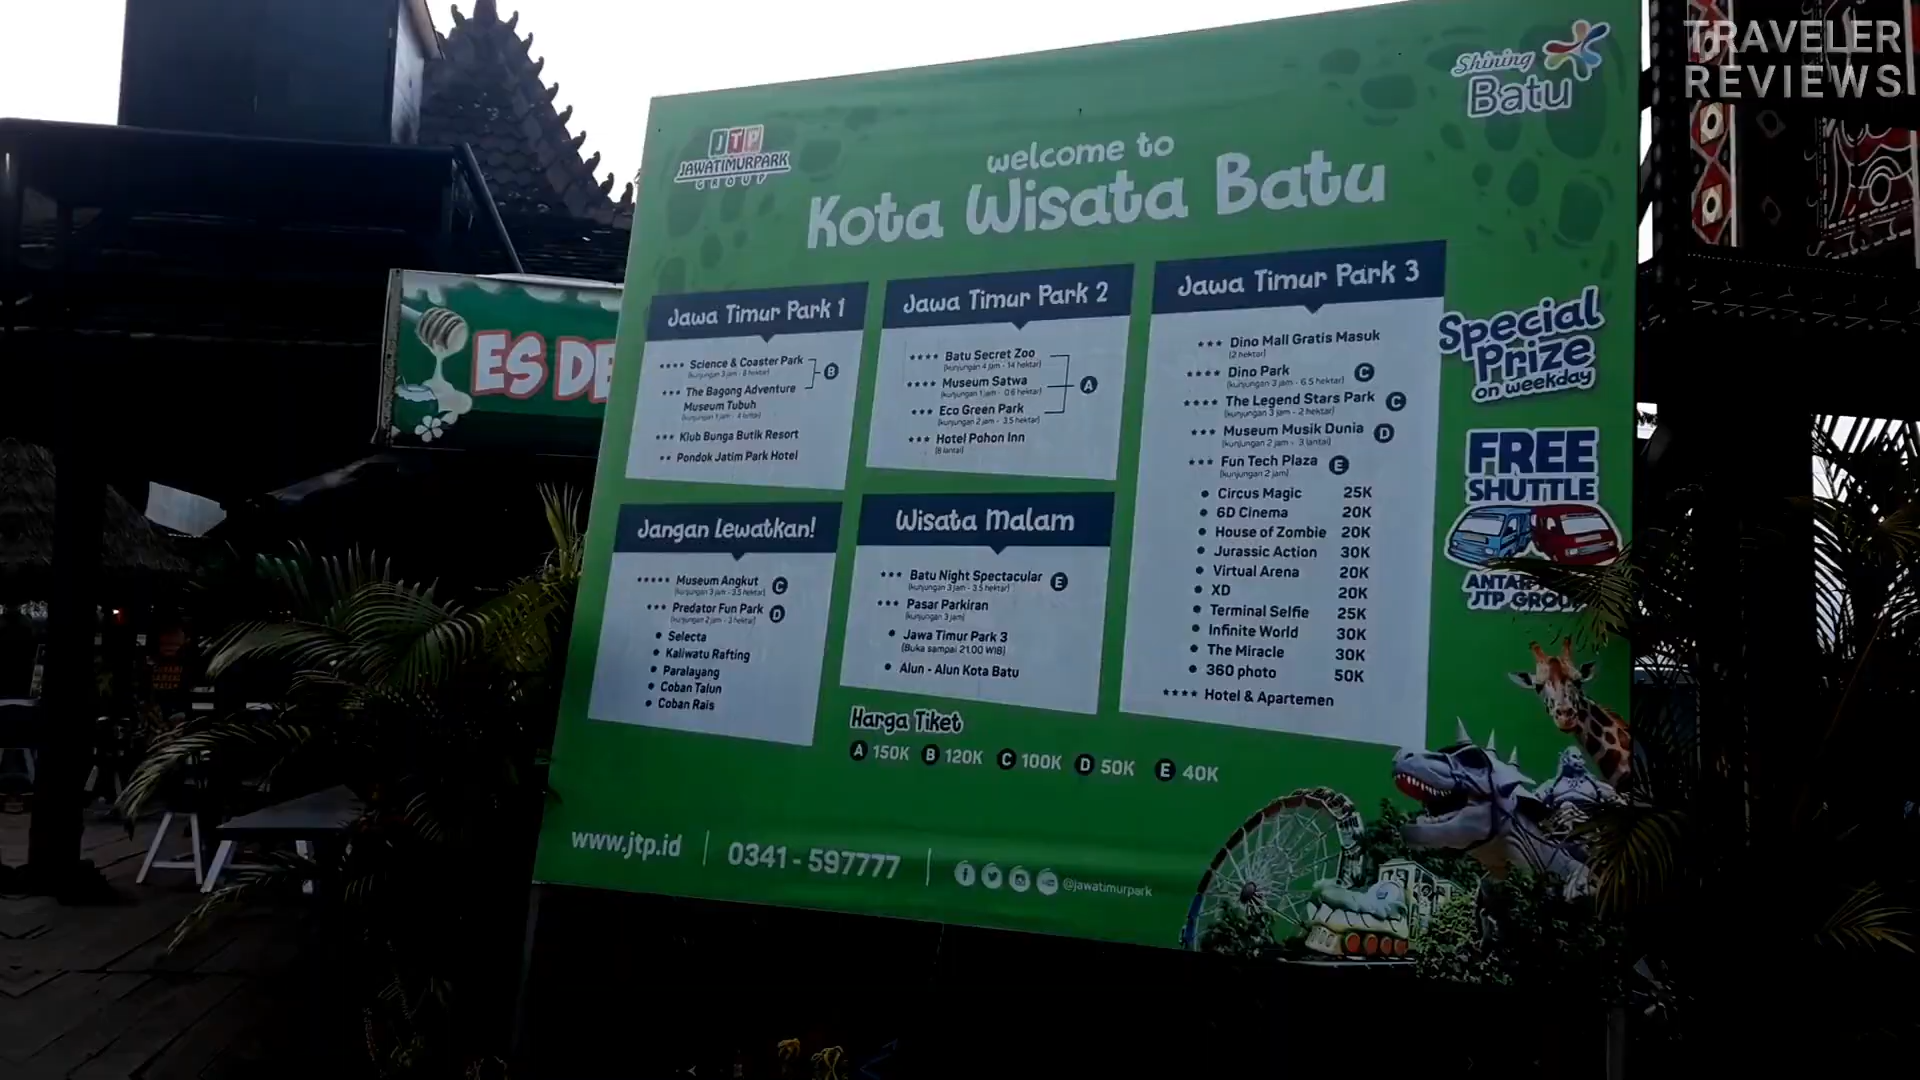 TRAVELER
REVIEWS
Shining
Batu
JTP
JAWATIMURPARK
GROUP
welcome to
Kota Wisata Batu
ES DE
Jawa Timur Park 1
Science & Coaster Park
(kunjungan 3 jam - 8 hektar)
B
The Bagong Adventure
Museum Tubuh
(kunjungan 1 jam - 4 lantai)
Klub Bunga Butik Resort
Pondok Jatim Park Hotel
Jawa Timur Park 2
Batu Secret Zoo
(kunjungan 4 jam - 14 hektar)
Museum Satwa
(kunjungan 1 jam - 0.6 hektar)
A
Eco Green Park
(kunjungan 2 jam - 3.5 hektar)
Hotel Pohon Inn
(8 lantai)
Jawa Timur Park 3
Dino Mall Gratis Masuk
(2 hektar)
Dino Park C
(kunjungan 3 jam - 6.5 hektar)
The Legend Stars Park C
(kunjungan 3 jam - 2 hektar)
Museum Musik Dunia D
(kunjungan 2 jam - 3 lantai)
Fun Tech Plaza E
(kunjungan 2 jam)
• Circus Magic 25K
• 6D Cinema 20K
• House of Zombie 20K
• Jurassic Action 30K
• Virtual Arena 20K
• XD 20K
• Terminal Selfie 25K
• Infinite World 30K
• The Miracle 30K
• 360 photo 50K
Hotel & Apartemen
Special
Prize
on weekday
FREE
SHUTTLE
ANTAR
JTP GROUP
Jangan Lewatkan!
Museum Angkut C
(kunjungan 3 jam - 3.5 hektar)
Predator Fun Park D
(kunjungan 2 jam - 3 hektar)
• Selecta
• Kaliwatu Rafting
• Paralayang
• Coban Talun
• Coban Rais
Wisata Malam
Batu Night Spectacular E
(kunjungan 3 jam - 3.5 hektar)
Pasar Parkiran
(kunjungan 3 jam)
• Jawa Timur Park 3
(Buka sampai 21.00 WIB)
• Alun - Alun Kota Batu
Harga Tiket
A 150K B 120K C 100K D 50K E 40K
www.jtp.id | 0341 - 597777 | @jawatimurpark